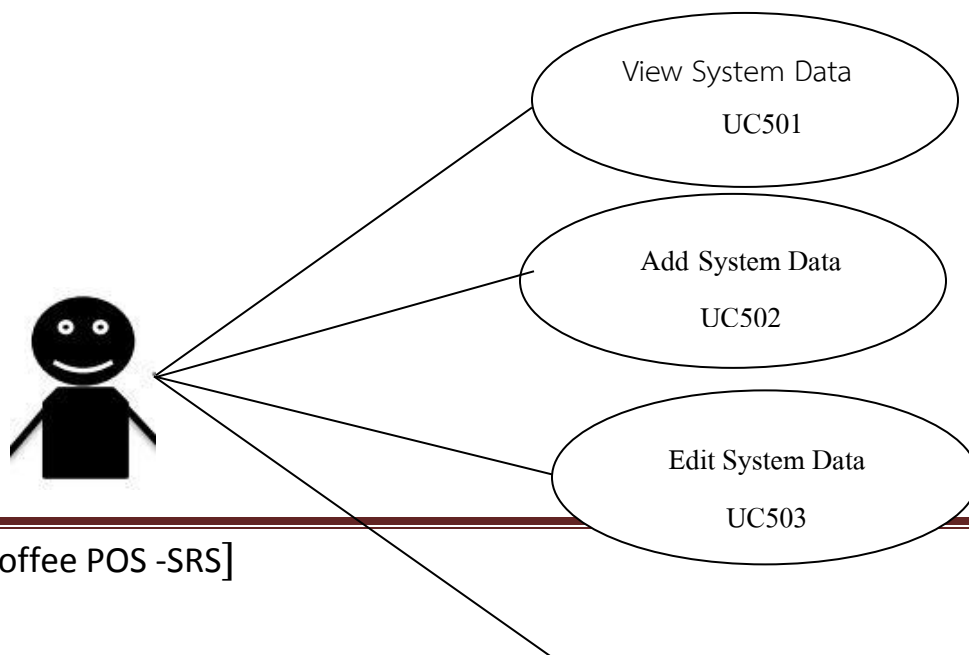 View System Data
UC501
Add System Data
UC502
Edit System Data
UC503
offee POS -SRS]